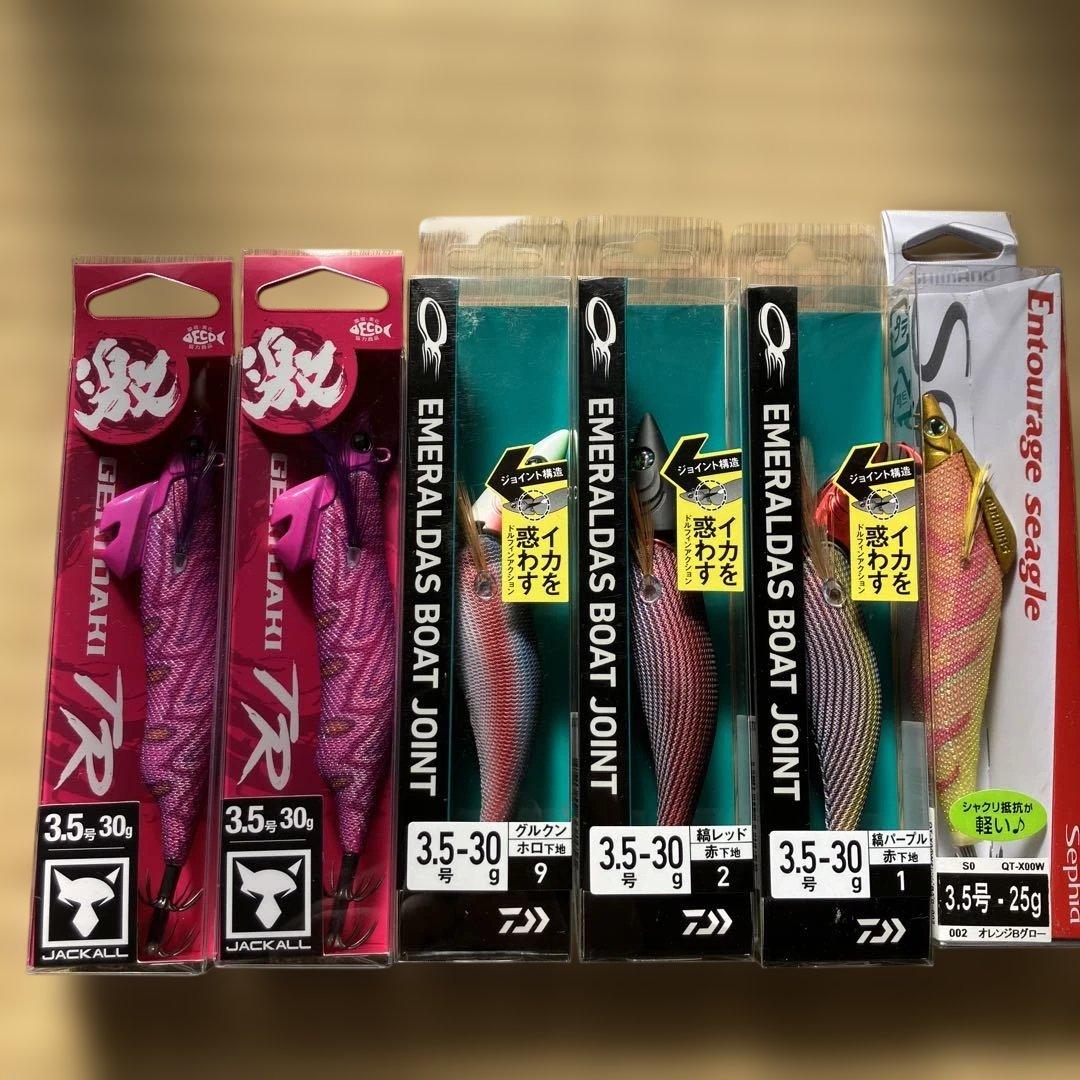 激
ECO
GEKIDAKI
TR
3.5号30g
JACKALL
激
ECO
GEKIDAKI
TR
3.5号30g
JACKALL
EMERALDAS BOAT JOINT
ジョイント構造
イカを
惑わす
ドルフィンアクション
3.5-30
号 g
グルクン
ホロ下地
9
EMERALDAS BOAT JOINT
ジョイント構造
イカを
惑わす
ドルフィンアクション
3.5-30
号 g
縞レッド
赤下地
2
EMERALDAS BOAT JOINT
ジョイント構造
イカを
惑わす
ドルフィンアクション
3.5-30
号 g
縞パープル
赤下地
1
Entourage seagle
シャクリ抵抗が
軽い♪
S0 QT-X00W
3.5号-25g
002 オレンジBグロー
Sephia